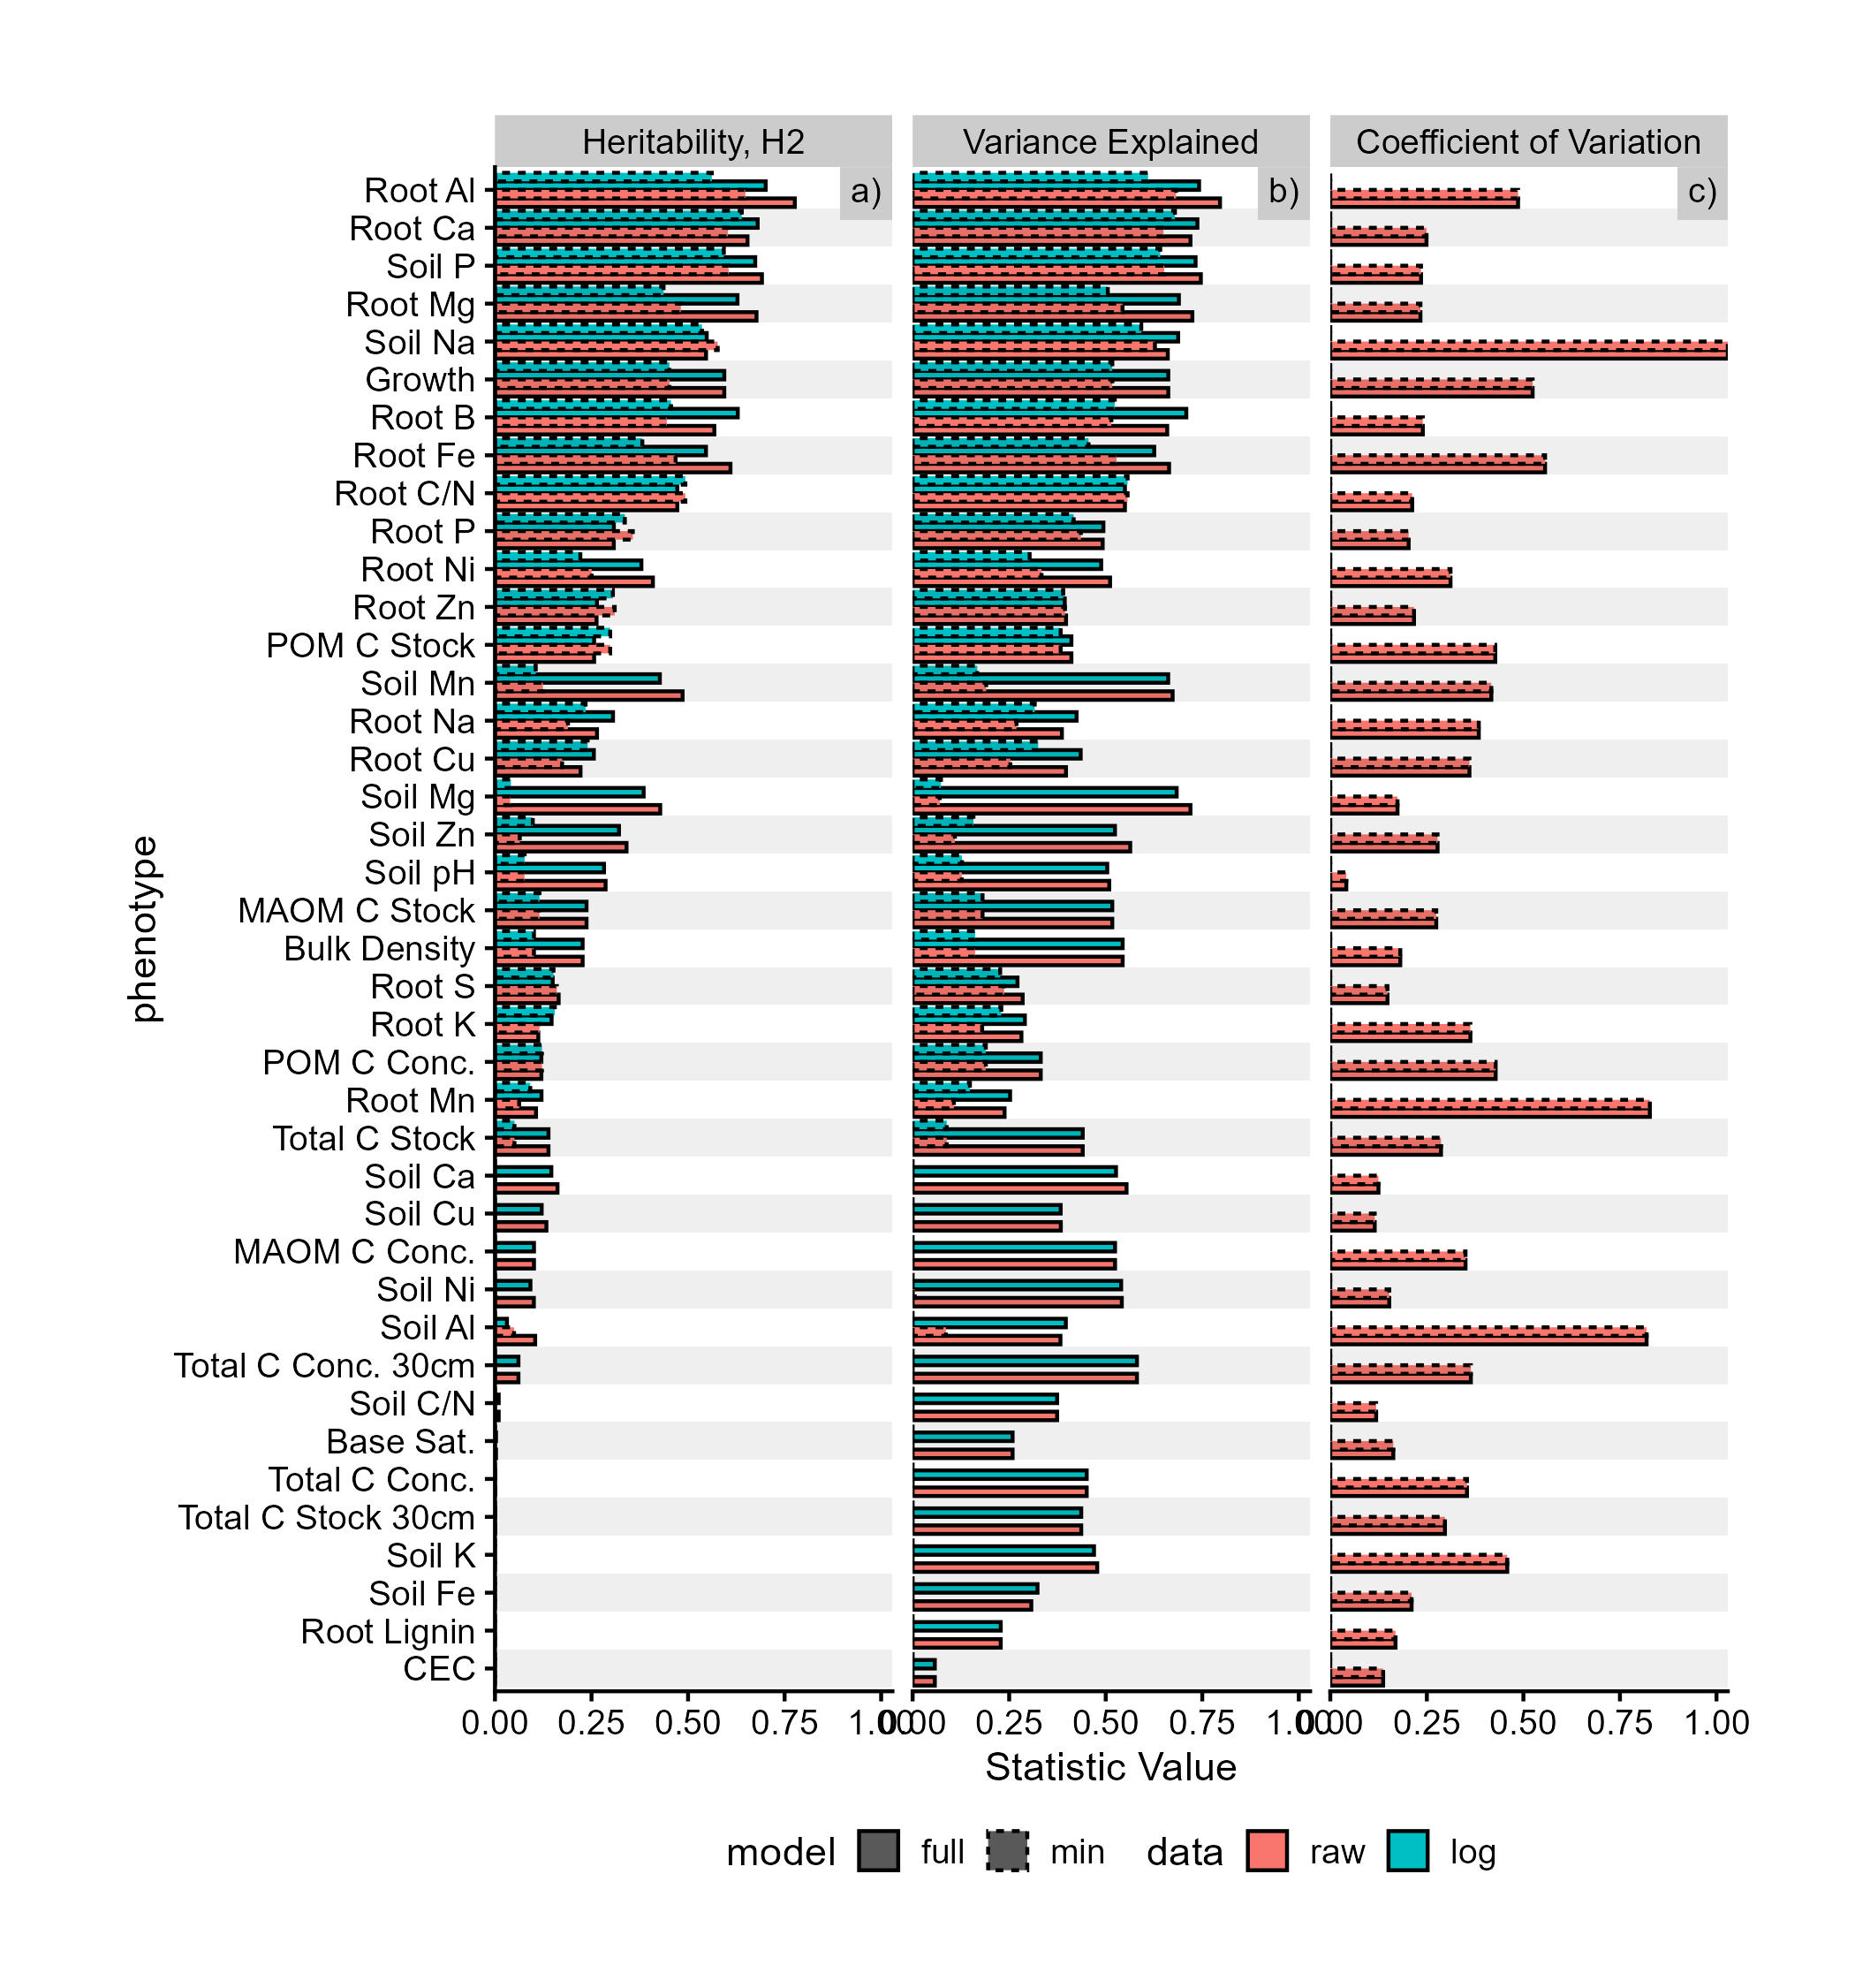 Heritability, H2
Variance Explained
Coefficient of Variation
a)
b)
c)
phenotype
Root Al
Root Ca
Soil P
Root Mg
Soil Na
Growth
Root B
Root Fe
Root C/N
Root P
Root Ni
Root Zn
POM C Stock
Soil Mn
Root Na
Root Cu
Soil Mg
Soil Zn
Soil pH
MAOM C Stock
Bulk Density
Root S
Root K
POM C Conc.
Root Mn
Total C Stock
Soil Ca
Soil Cu
MAOM C Conc.
Soil Ni
Soil Al
Total C Conc. 30cm
Soil C/N
Base Sat.
Total C Conc.
Total C Stock 30cm
Soil K
Soil Fe
Root Lignin
CEC
0.00 0.25 0.50 0.75 1.00 0.00 0.25 0.50 0.75 1.00 0.00 0.25 0.50 0.75 1.00
Statistic Value
model full min data raw log